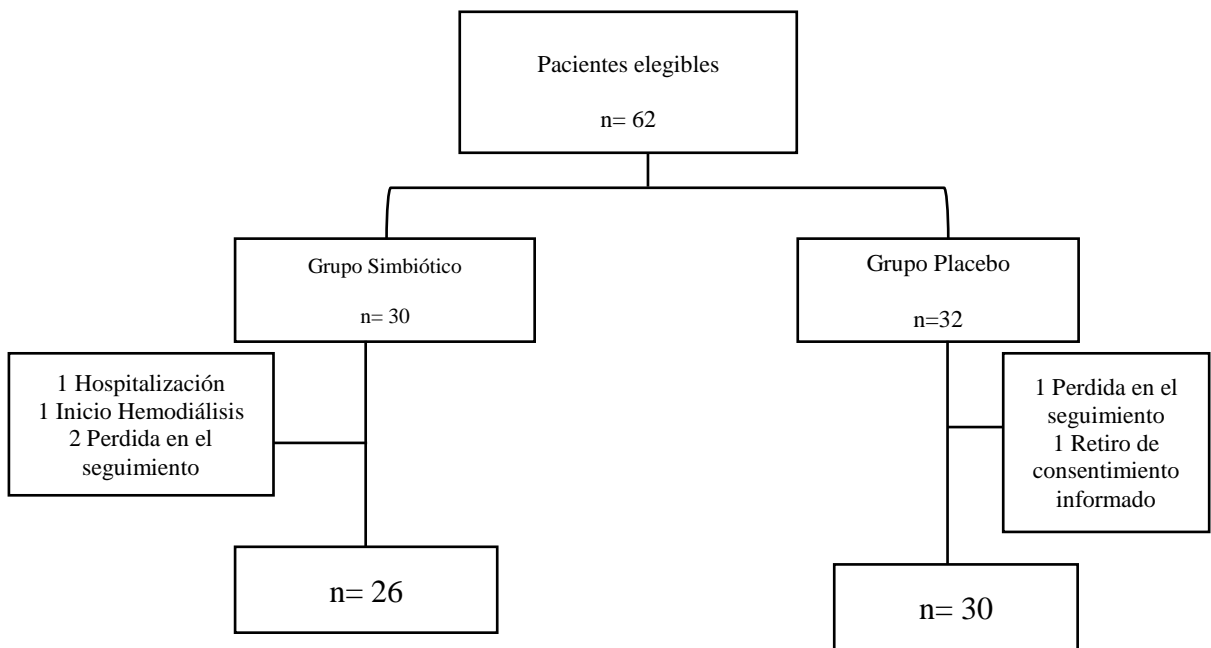 Pacientes elegibles
n= 62
Grupo Simbiótico
n= 30
Grupo Placebo
n=32
1 Hospitalización
1 Inicio Hemodiálisis
2 Perdida en el
seguimiento
1 Perdida en el
seguimiento
1 Retiro de
consentimiento
informado
n= 26
n= 30